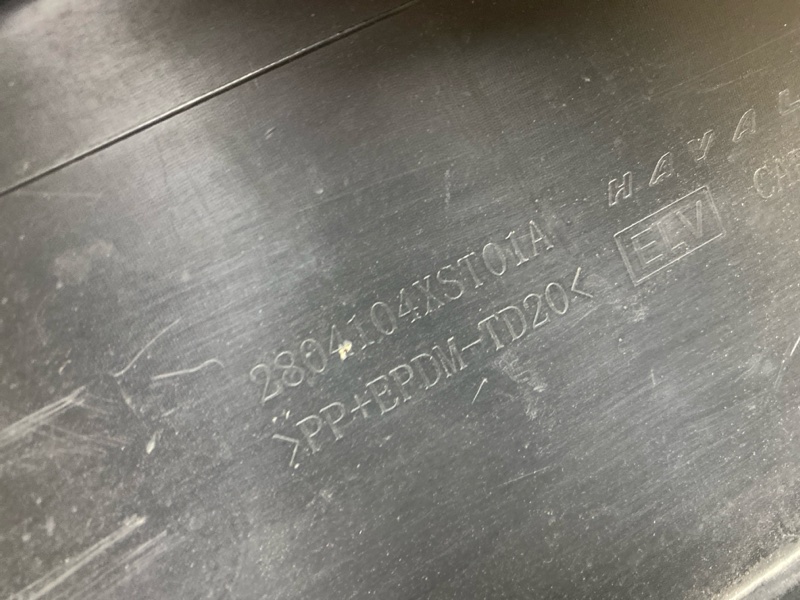 HAVAL
2804104XST01A
ELV
>PP+EPDM-TD20<